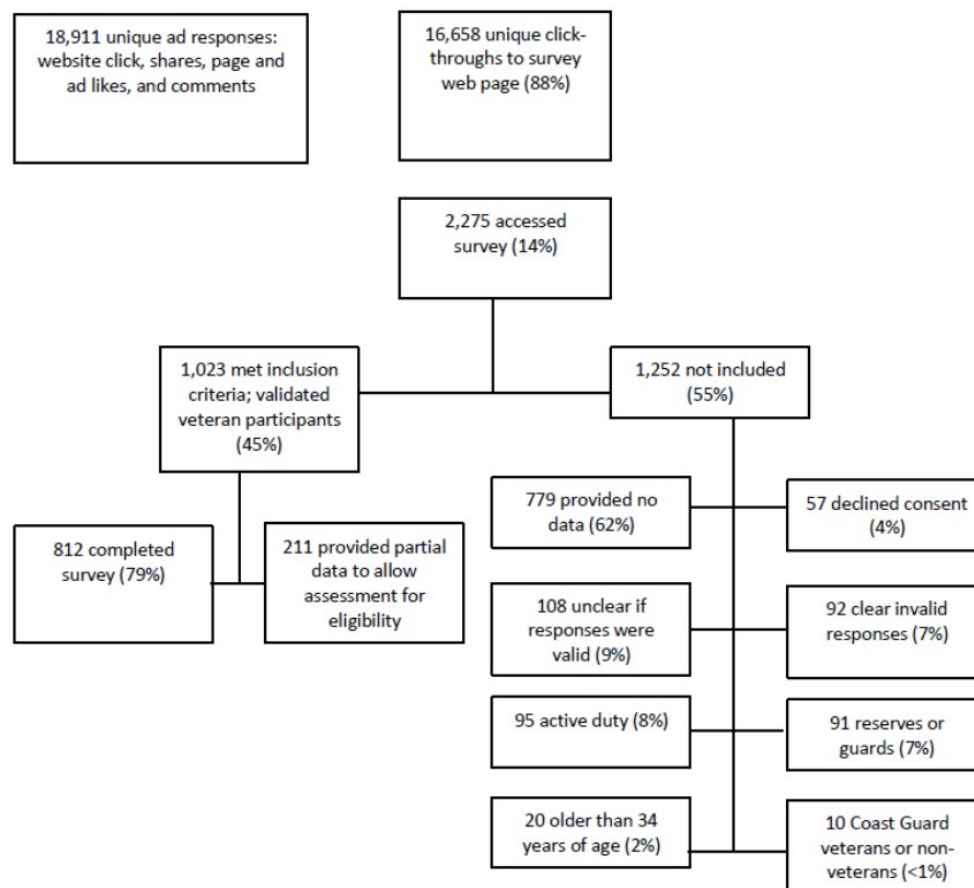 18,911 unique ad responses:
website click, shares, page and
ad likes, and comments
16,658 unique click-
throughs to survey
web page (88%)
2,275 accessed
survey (14%)
1,023 met inclusion
criteria; validated
veteran participants
(45%)
1,252 not included
(55%)
812 completed
survey (79%)
211 provided partial
data to allow
assessment for
eligibility
779 provided no
data (62%)
57 declined consent
(4%)
108 unclear if
responses were
valid (9%)
92 clear invalid
responses (7%)
95 active duty (8%)
91 reserves or
guards (7%)
20 older than 34
years of age (2%)
10 Coast Guard
veterans or non-
veterans (<1%)